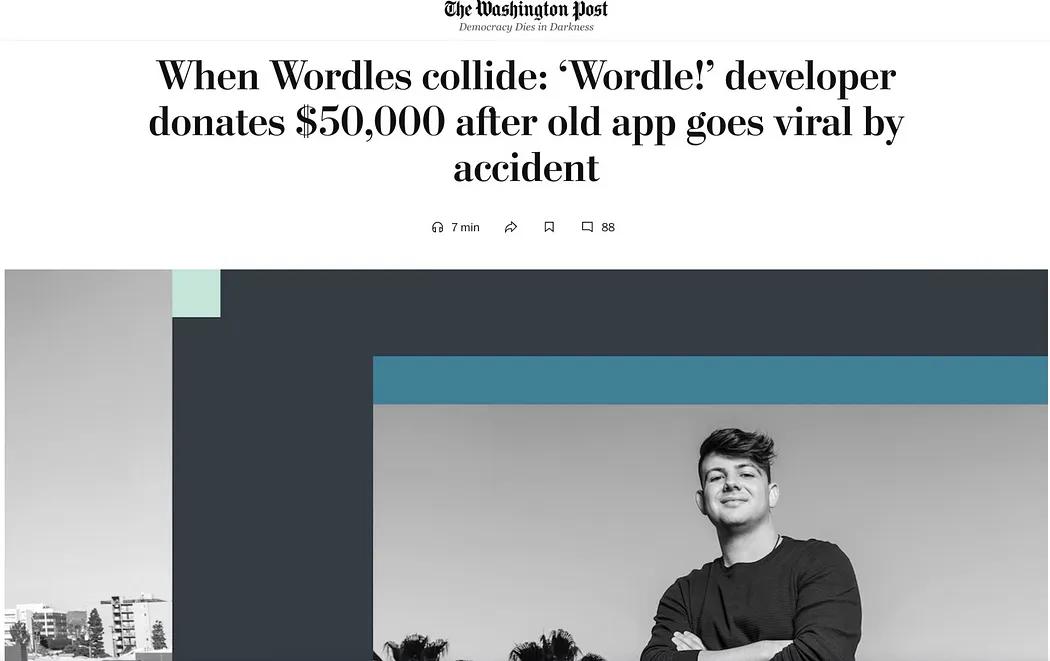 The Washington Post
Democracy Dies in Darkness
When Wordles collide: ‘Wordle!’ developer
donates $50,000 after old app goes viral by
accident
7 min
88